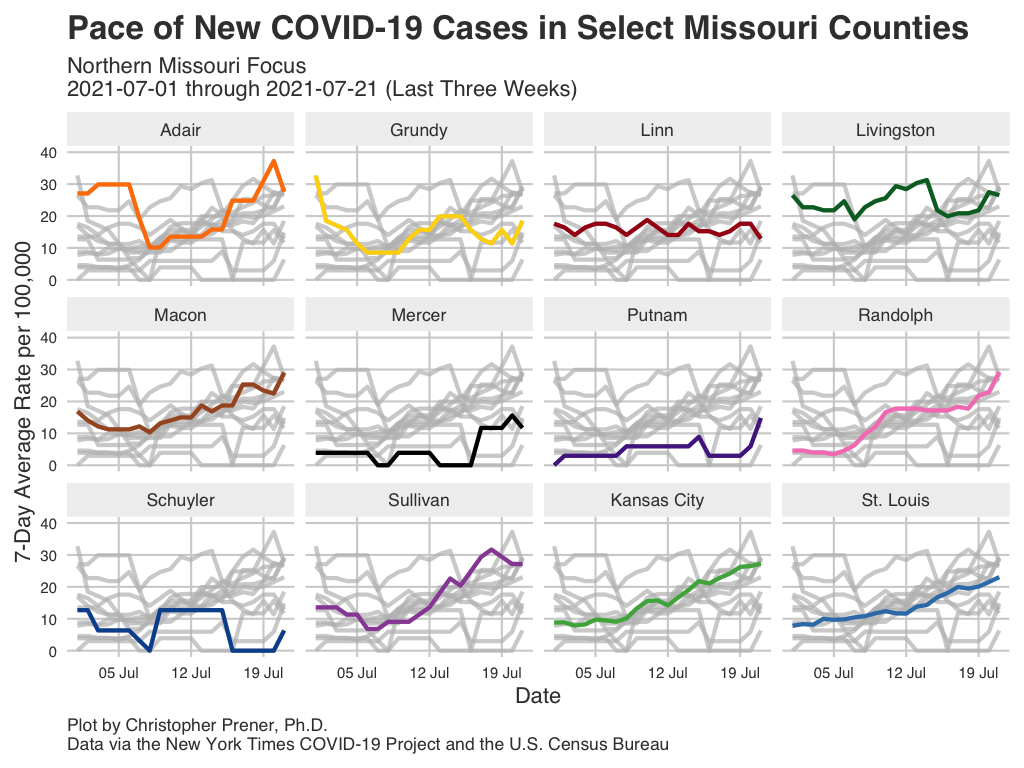 Pace of New COVID-19 Cases in Select Missouri Counties
Northern Missouri Focus
2021-07-01 through 2021-07-21 (Last Three Weeks)
7-Day Average Rate per 100,000
Adair Grundy Linn Livingston
40
30
20
10
0
Macon Mercer Putnam Randolph
40
30
20
10
0
Schuyler Sullivan Kansas City St. Louis
40
30
20
10
0
05 Jul 12 Jul 19 Jul 05 Jul 12 Jul 19 Jul 05 Jul 12 Jul 19 Jul 05 Jul 12 Jul 19 Jul
Date
Plot by Christopher Prener, Ph.D.
Data via the New York Times COVID-19 Project and the U.S. Census Bureau